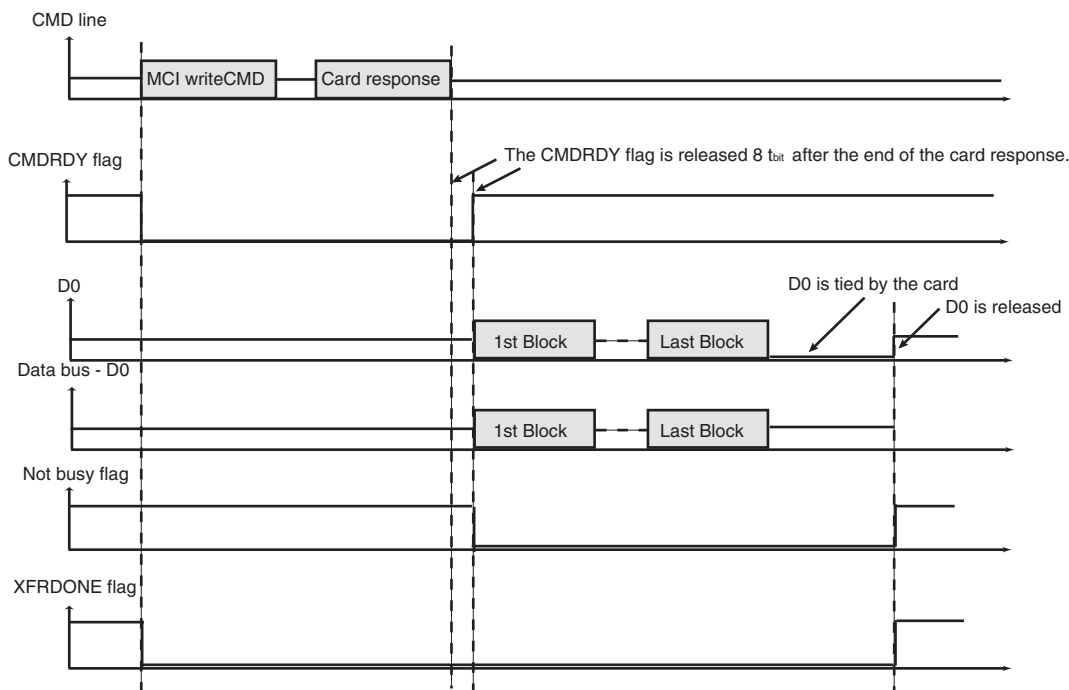 CMD line
MCI writeCMD
Card response
CMDRDY flag
The CMDRDY flag is released 8 tbit after the end of the card response.
D0
D0 is tied by the card
D0 is released
1st Block
Last Block
Data bus - D0
1st Block
Last Block
Not busy flag
XFRDONE flag